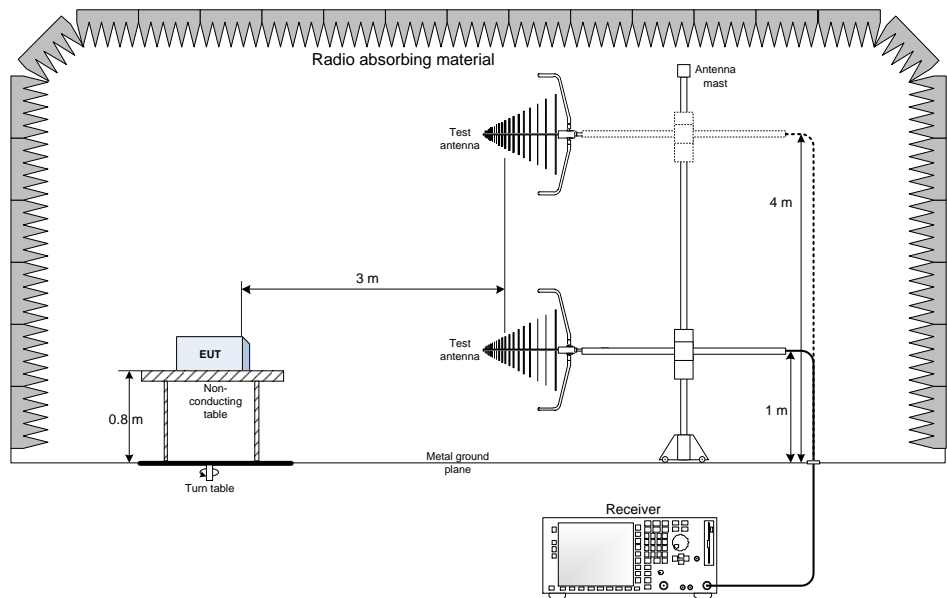 Radio absorbing material
Antenna
mast
Test
antenna
4 m
3 m
Test
antenna
EUT
Non-
conducting
table
0.8 m
1 m
Metal ground
plane
Turn table
Receiver